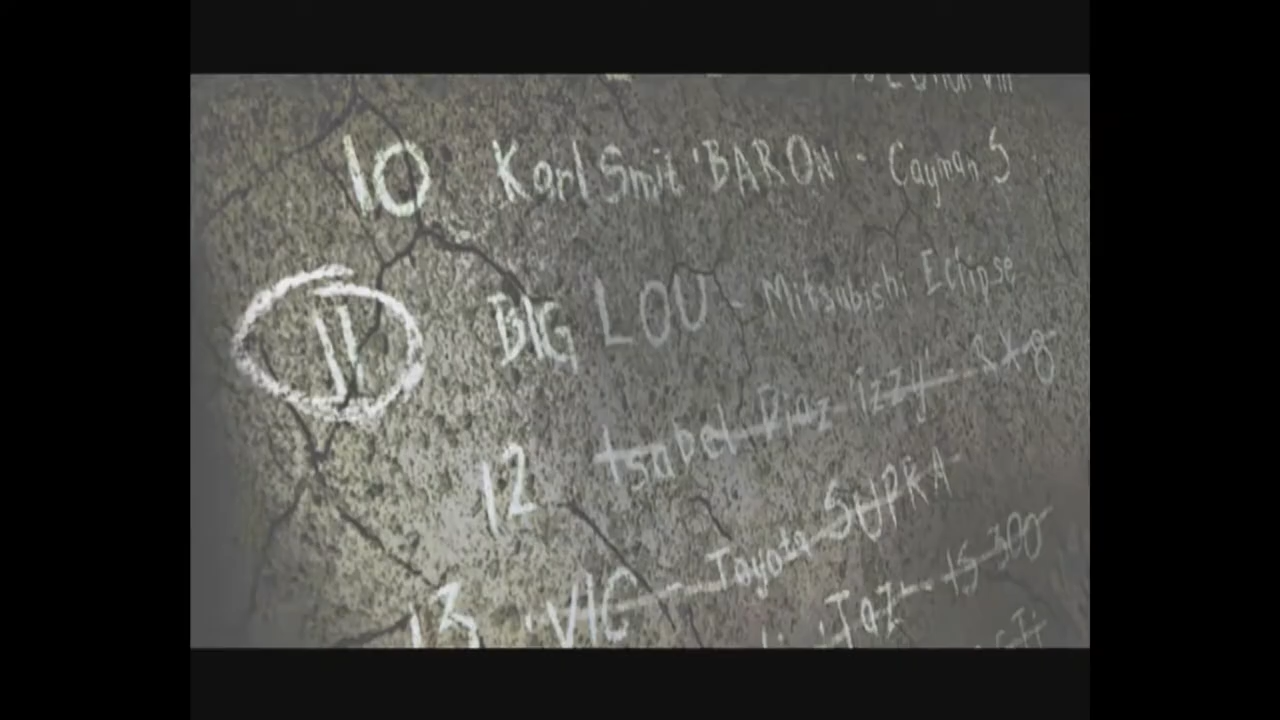 10 Karl Smit 'BARON' - Cayman S
11 BIG LOU - Mitsubishi Eclipse
12 Isabel Diaz 'izzy' - RX8
13 'VIC' - Toyota SUPRA
'Jaz' - IS 300
GTi